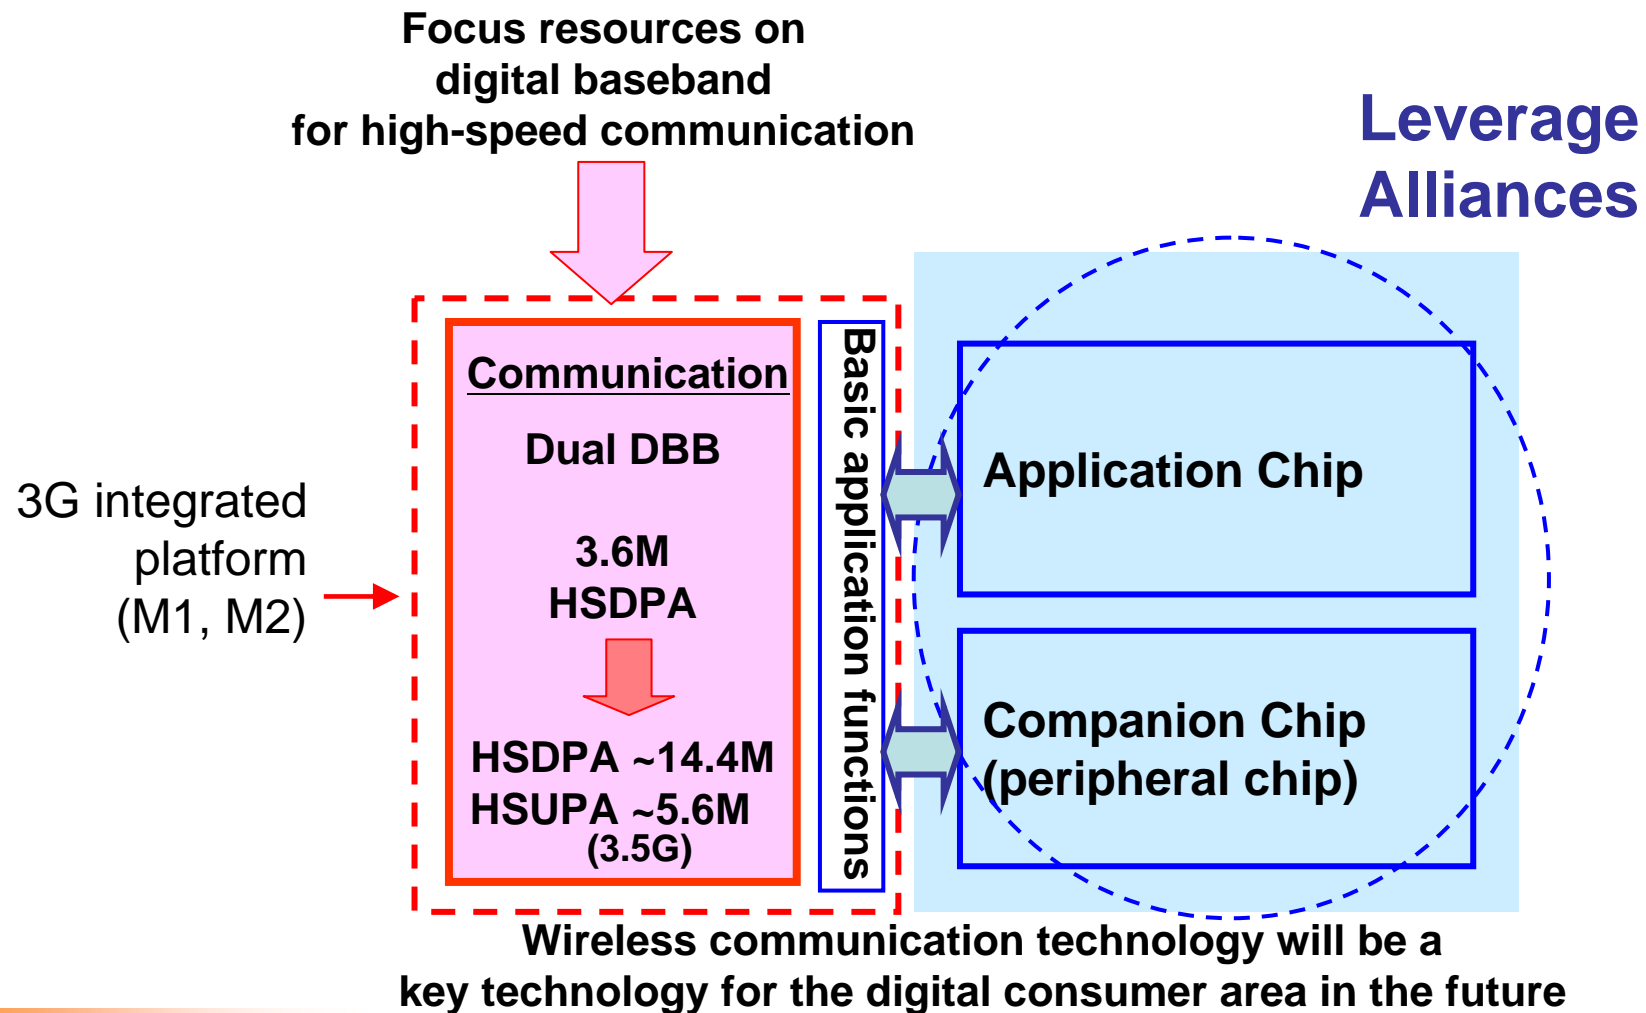 Focus resources on
digital baseband
for high-speed communication
Leverage
Alliances
3G integrated
platform
(M1, M2)
Communication
Dual DBB
3.6M
HSDPA
HSDPA ~14.4M
HSUPA ~5.6M
(3.5G)
Basic application functions
Application Chip
Companion Chip
(peripheral chip)
Wireless communication technology will be a
key technology for the digital consumer area in the future